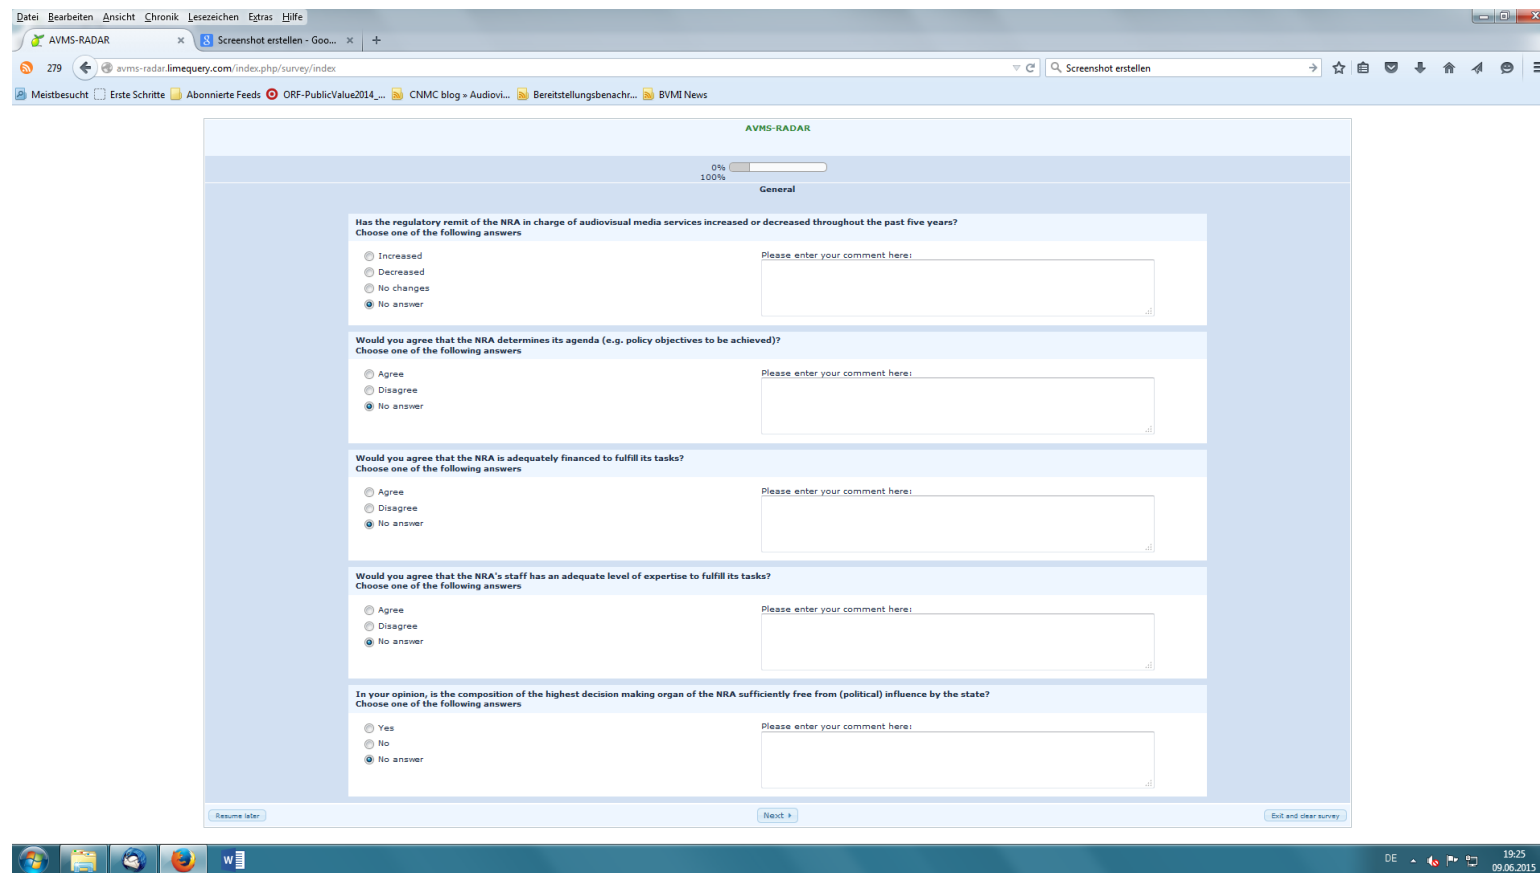 Datei Bearbeiten Ansicht Chronik Lesezeichen Extras Hilfe
AVMS-RADAR × Screenshot erstellen - Goo... × +
279 avms-radar.limequery.com/index.php/survey/index Screenshot erstellen
Meistbesucht Erste Schritte Abonnierte Feeds ORF-PublicValue2014_... CNMC blog » Audiovi... Bereitstellungsbenachr... BVMI News
AVMS-RADAR
0%
100%
General
Has the regulatory remit of the NRA in charge of audiovisual media services increased or decreased throughout the past five years?
Choose one of the following answers
Increased
Decreased
No changes
No answer
Please enter your comment here:
Would you agree that the NRA determines its agenda (e.g. policy objectives to be achieved)?
Choose one of the following answers
Agree
Disagree
No answer
Please enter your comment here:
Would you agree that the NRA is adequately financed to fulfill its tasks?
Choose one of the following answers
Agree
Disagree
No answer
Please enter your comment here:
Would you agree that the NRA's staff has an adequate level of expertise to fulfill its tasks?
Choose one of the following answers
Agree
Disagree
No answer
Please enter your comment here:
In your opinion, is the composition of the highest decision making organ of the NRA sufficiently free from (political) influence by the state?
Choose one of the following answers
Yes
No
No answer
Please enter your comment here:
Resume later Next Exit and clear survey
DE 19:25
09.06.2015